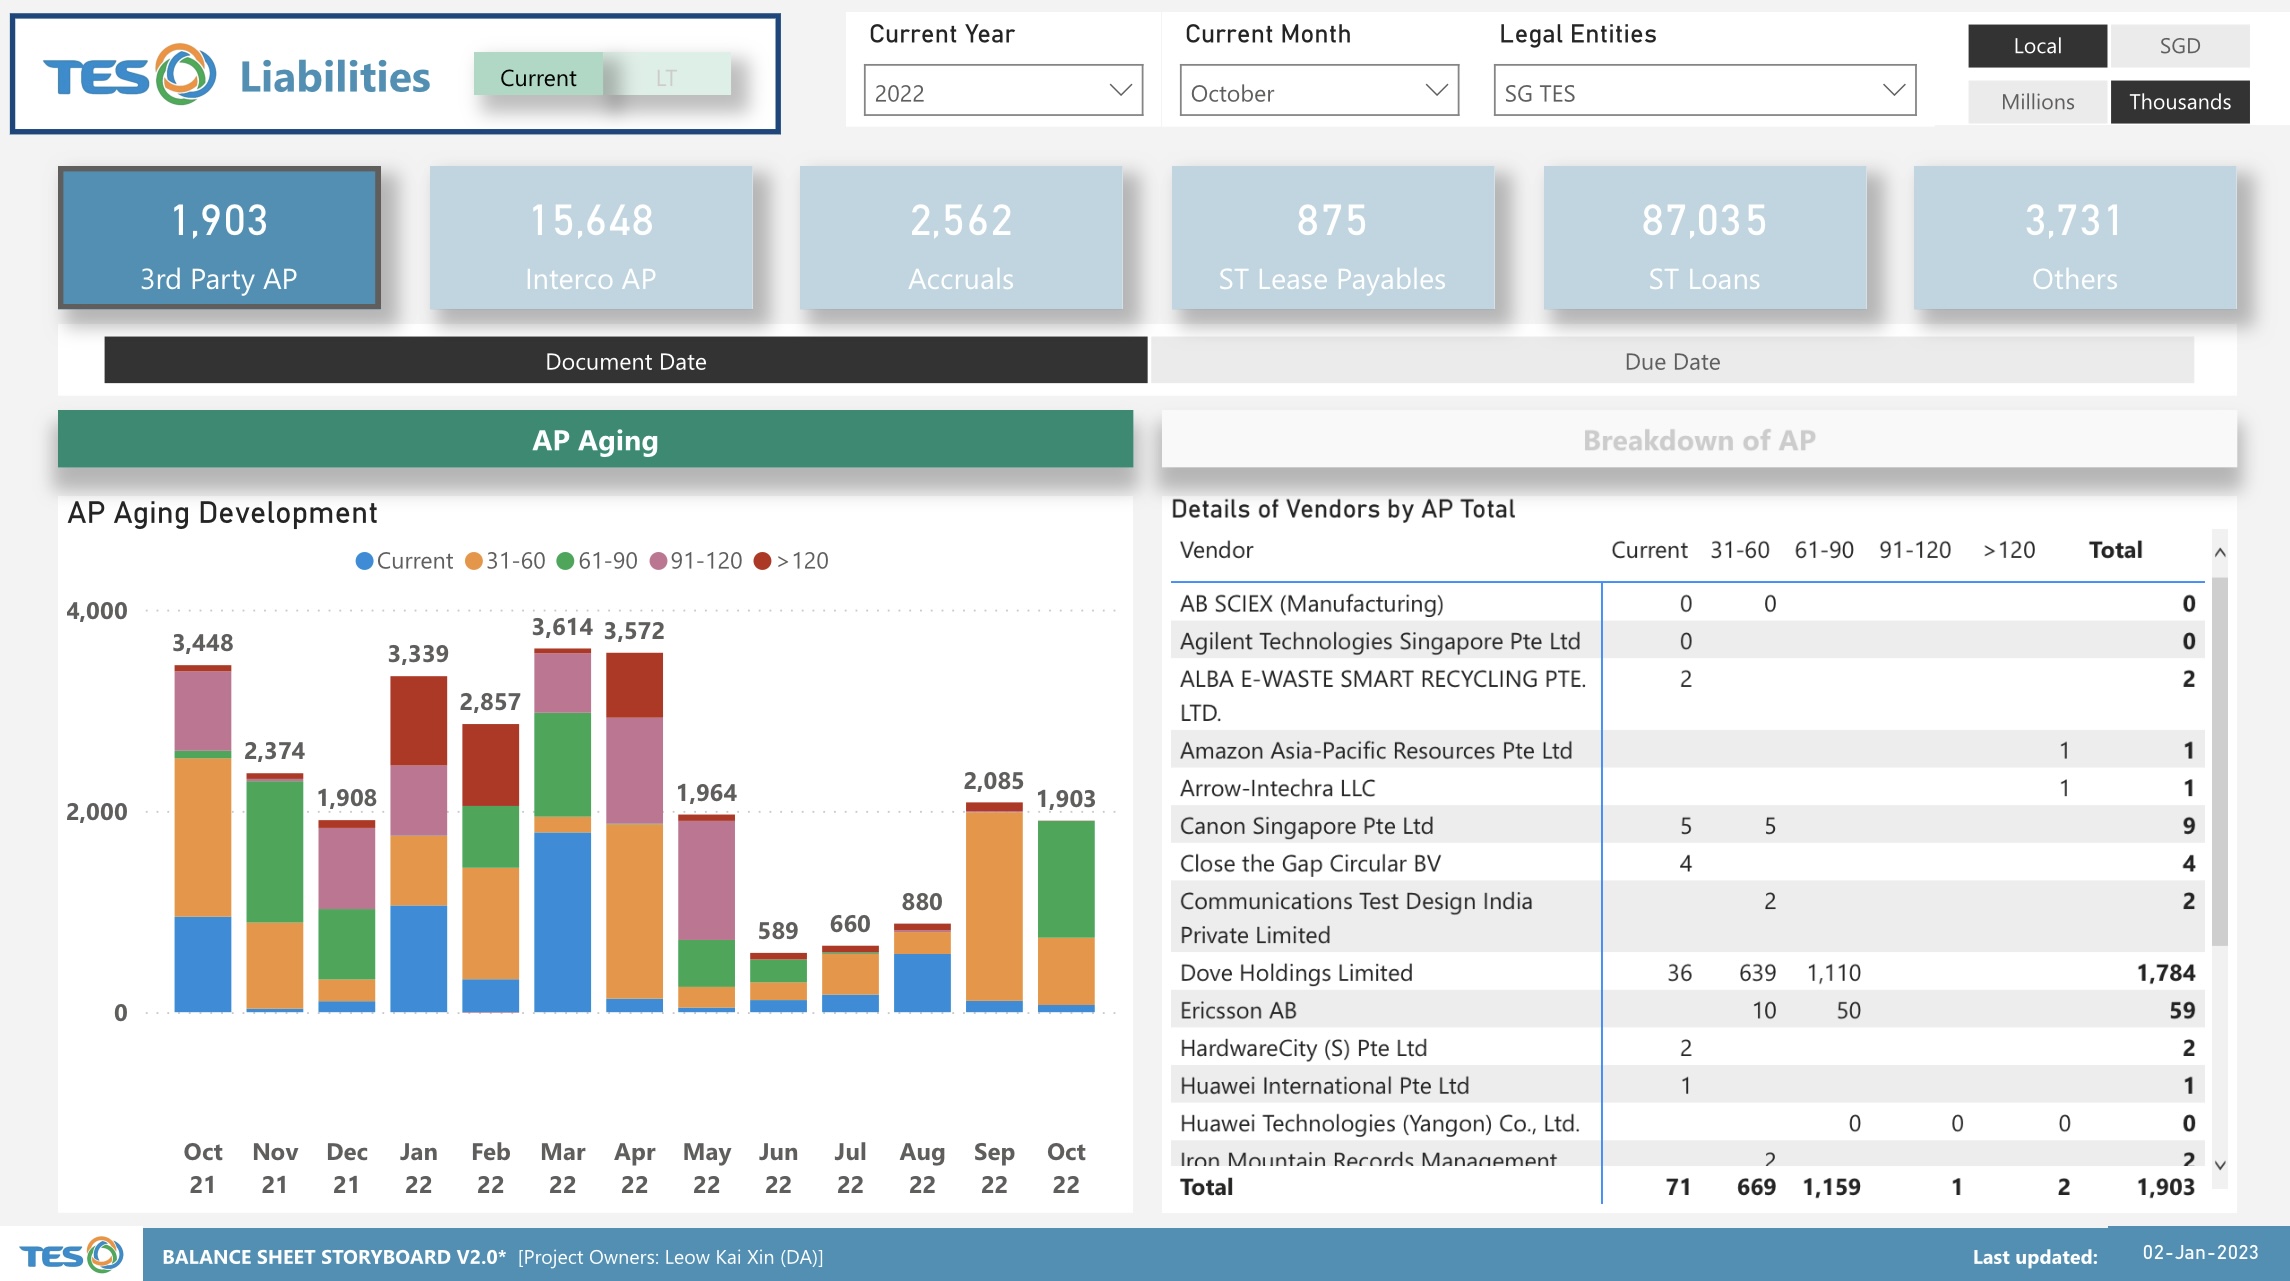 TES Liabilities
Current LT
Current Year Current Month Legal Entities
2022 October SG TES
Local SGD
Millions Thousands
1,903 15,648 2,562 875 87,035 3,731
3rd Party AP Interco AP Accruals ST Lease Payables ST Loans Others
Document Date Due Date
AP Aging Breakdown of AP
AP Aging Development
Current 31-60 61-90 91-120 >120
4,000
2,000
0
3,448
2,374
1,908
3,339
2,857
3,614
3,572
1,964
589
660
880
2,085
1,903
Oct Nov Dec Jan Feb Mar Apr May Jun Jul Aug Sep Oct
21 21 21 22 22 22 22 22 22 22 22 22 22
Details of Vendors by AP Total
Vendor Current 31-60 61-90 91-120 >120 Total
AB SCIEX (Manufacturing) 0 0 0
Agilent Technologies Singapore Pte Ltd 0 0
ALBA E-WASTE SMART RECYCLING PTE. 2 2
LTD.
Amazon Asia-Pacific Resources Pte Ltd 1 1
Arrow-Intechra LLC 1 1
Canon Singapore Pte Ltd 5 5 9
Close the Gap Circular BV 4 4
Communications Test Design India 2 2
Private Limited
Dove Holdings Limited 36 639 1,110 1,784
Ericsson AB 10 50 59
HardwareCity (S) Pte Ltd 2 2
Huawei International Pte Ltd 1 1
Huawei Technologies (Yangon) Co., Ltd. 0 0 0 0
Iron Mountain Records Management 2 2
Total 71 669 1,159 1 2 1,903
TES BALANCE SHEET STORYBOARD V2.0* [Project Owners: Leow Kai Xin (DA)] Last updated: 02-Jan-2023